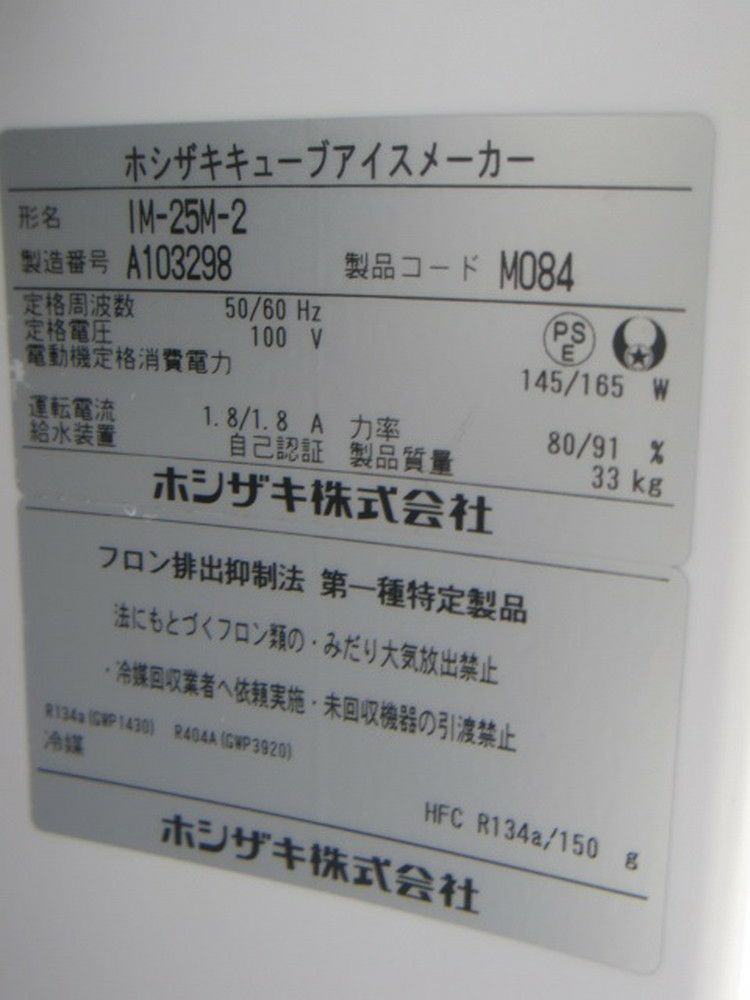 ホシザキキューブアイスメーカー
形名 IM-25M-2
製造番号 A103298 製品コード M084
定格周波数 50/60 Hz
定格電圧 100 V
PS E
電動機定格消費電力 145/165 W
運転電流 1.8/1.8 A 力率 80/91 %
給水装置 自己認証 製品質量 33 kg
ホシザキ株式会社
フロン排出抑制法 第一種特定製品
法にもとづくフロン類の・みだり大気放出禁止
・冷媒回収業者へ依頼実施・未回収機器の引渡禁止
R134a(GWP1430) R404A(GWP3920)
冷媒 HFC R134a/150 g
ホシザキ株式会社